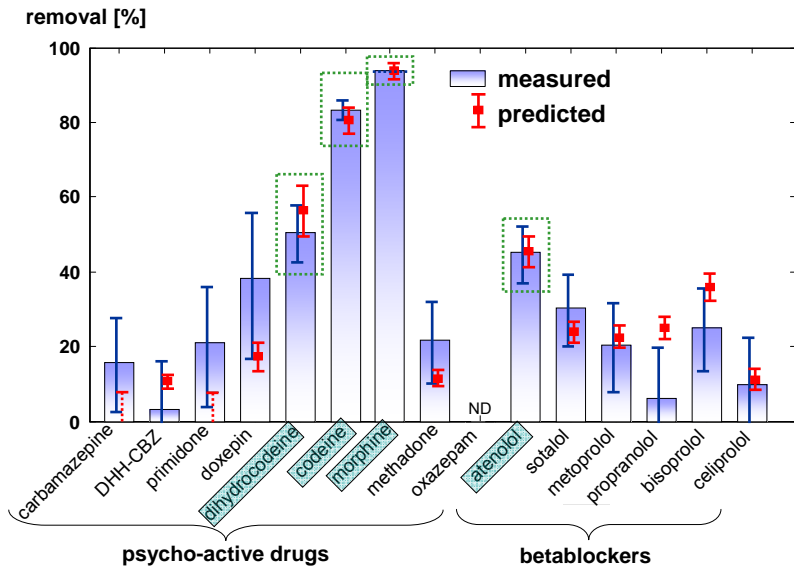 removal [%]
100
80
60
40
20
0
measured
predicted
ND
carbamazepine
DHH-CBZ
primidone
doxepin
dihydrocodeine
codeine
morphine
methadone
oxazepam
atenolol
sotalol
metoprolol
propranolol
bisoprolol
celiprolol
psycho-active drugs
betablockers